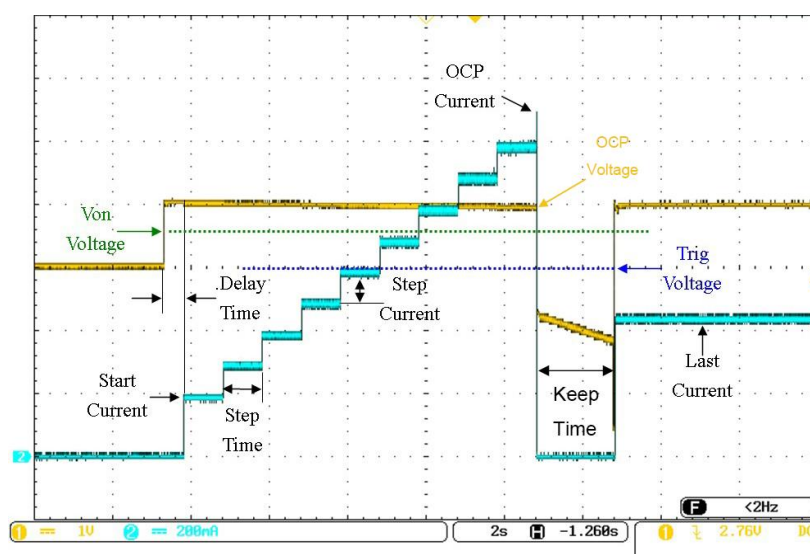 OCP
Current
OCP
Voltage
Von
Voltage
Trig
Voltage
Delay
Time
Step
Current
Start
Current
Step
Time
Keep
Time
Last
Current
2
F <2Hz
1 1V 2 200mA 2s H -1.260s 1 2.76V DC